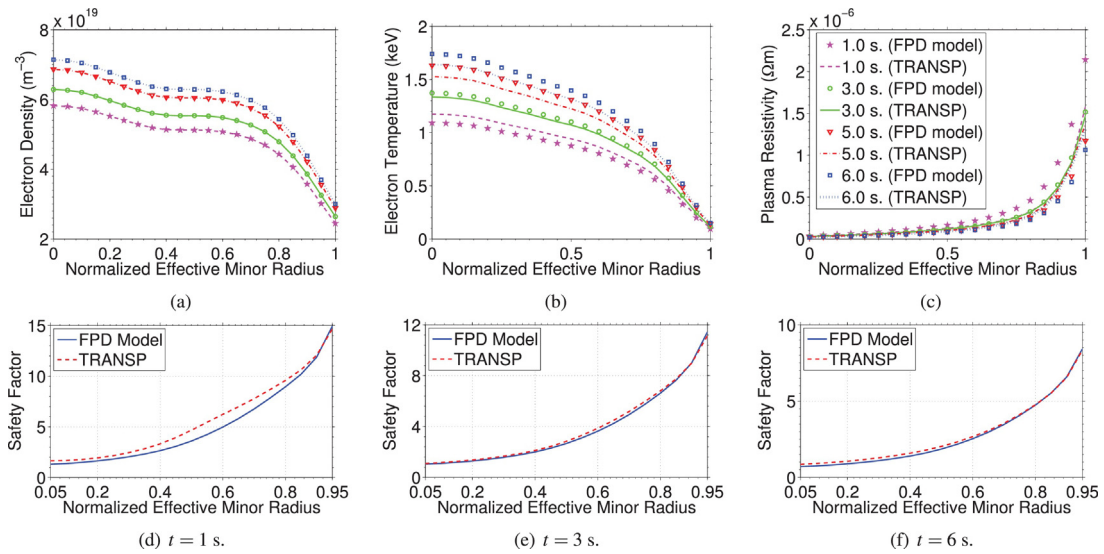 x 10^19
8
6
4
2
Electron Density (m^-3)
0
0.2
0.4
0.6
0.8
1
Normalized Effective Minor Radius
(a)
2
1.5
1
0.5
0
Electron Temperature (keV)
0
0.5
1
Normalized Effective Minor Radius
(b)
x 10^-6
2.5
2
1.5
1
0.5
0
Plasma Resistivity (Ωm)
1.0 s. (FPD model)
1.0 s. (TRANSP)
3.0 s. (FPD model)
3.0 s. (TRANSP)
5.0 s. (FPD model)
5.0 s. (TRANSP)
6.0 s. (FPD model)
6.0 s. (TRANSP)
0
0.5
1
Normalized Effective Minor Radius
(c)
15
10
5
0
Safety Factor
FPD Model
TRANSP
0.05
0.2
0.4
0.6
0.8
0.95
Normalized Effective Minor Radius
(d) t = 1 s.
12
8
4
0
Safety Factor
FPD Model
TRANSP
0.05
0.2
0.4
0.6
0.8
0.95
Normalized Effective Minor Radius
(e) t = 3 s.
10
5
0
Safety Factor
FPD Model
TRANSP
0.05
0.2
0.4
0.6
0.8
0.95
Normalized Effective Minor Radius
(f) t = 6 s.